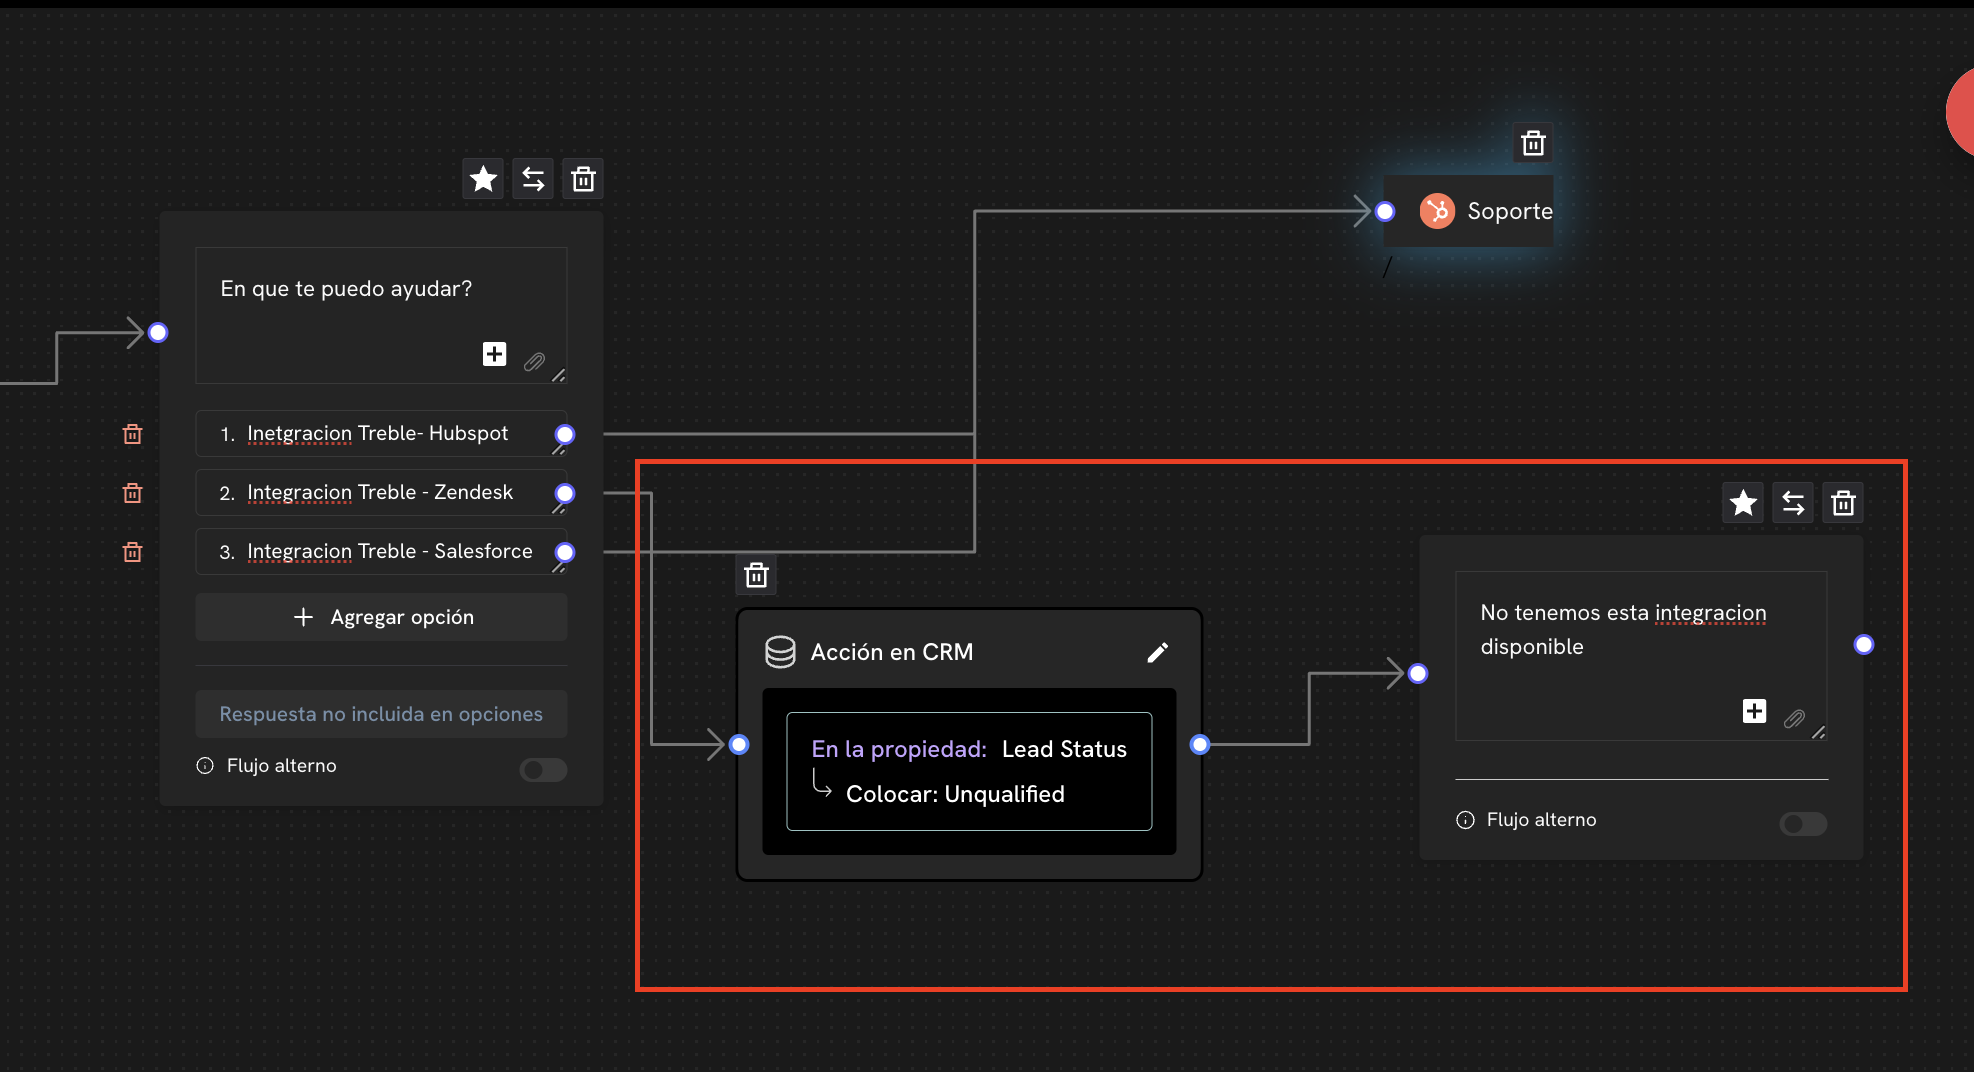 Soporte
En que te puedo ayudar?
1. Inetgracion Treble- Hubspot
2. Integracion Treble - Zendesk
3. Integracion Treble - Salesforce
Agregar opción
Respuesta no incluida en opciones
Flujo alterno
Acción en CRM
En la propiedad: Lead Status
Colocar: Unqualified
No tenemos esta integracion
disponible
Flujo alterno